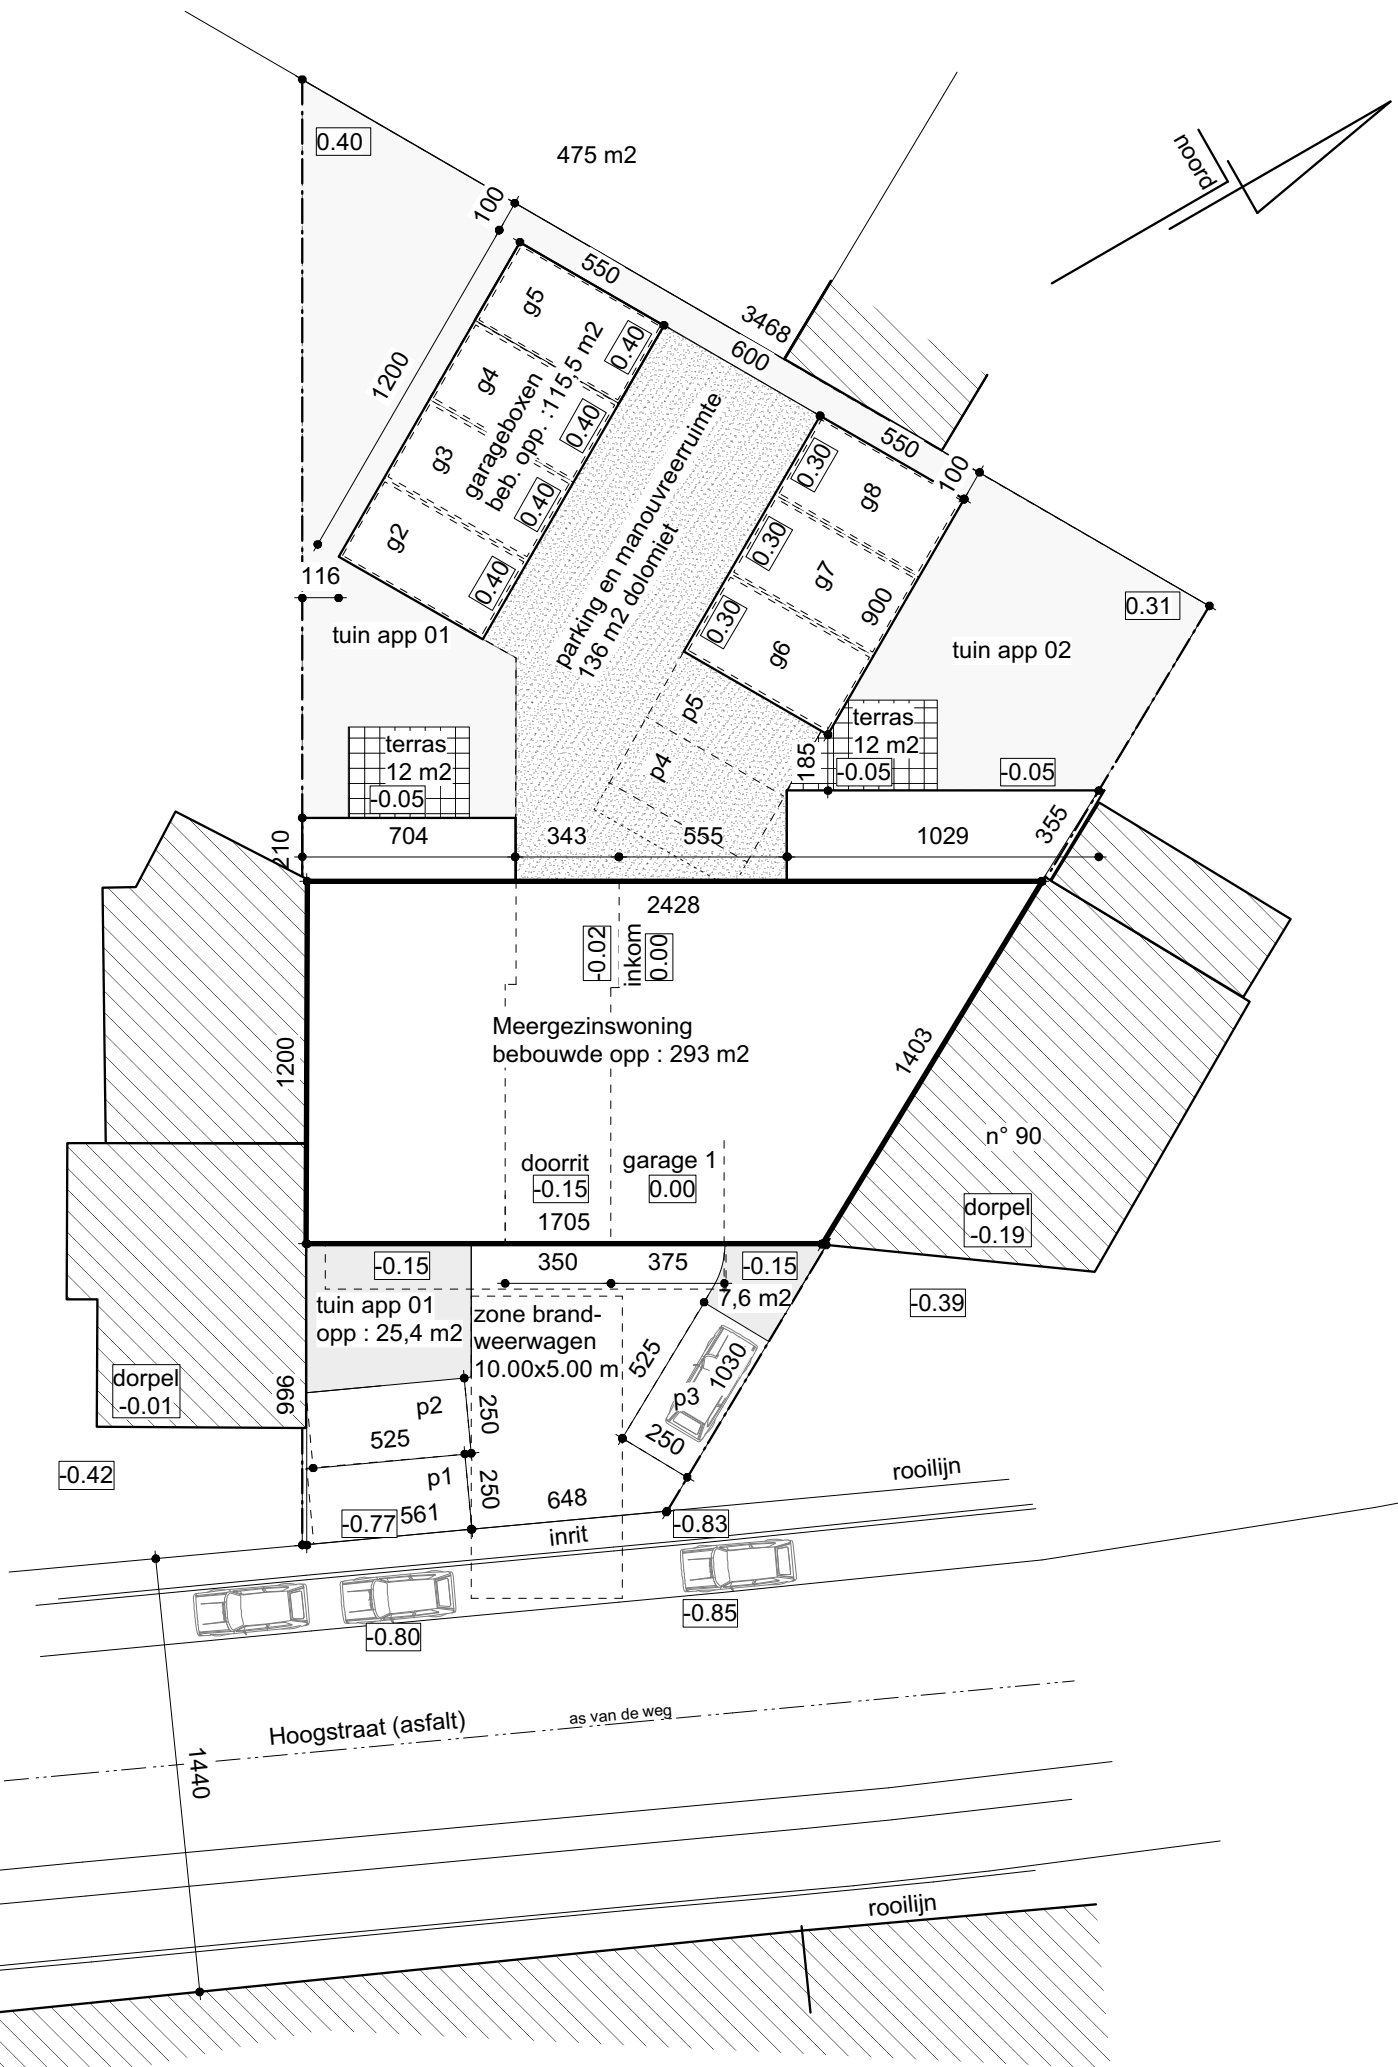 0.40
475 m2
noord
100
550
3468
600
g5
0.40
g4
garageboxen
beb. opp. :115,5 m2
1200
0.40
g3
0.40
g2
0.40
parking en manouvreerruimte
136 m2 dolomiet
550
100
0.30
g8
0.30
g7
900
0.30
g6
116
tuin app 01
0.31
tuin app 02
p5
p4
185
terras
12 m2
-0.05
-0.05
terras
12 m2
-0.05
210
704
343
555
1029
355
2428
-0.02
inkom
0.00
Meergezinswoning
bebouwde opp : 293 m2
1200
1403
n° 90
doorrit
-0.15
garage 1
0.00
1705
dorpel
-0.19
-0.15
350
375
-0.15
7,6 m2
-0.39
tuin app 01
opp : 25,4 m2
zone brand-
weerwagen
10.00x5.00 m
525
1030
p3
250
dorpel
-0.01
996
p2
250
525
p1
250
-0.42
-0.77
561
648
inrit
-0.83
rooilijn
-0.80
-0.85
Hoogstraat (asfalt)
as van de weg
1440
rooilijn